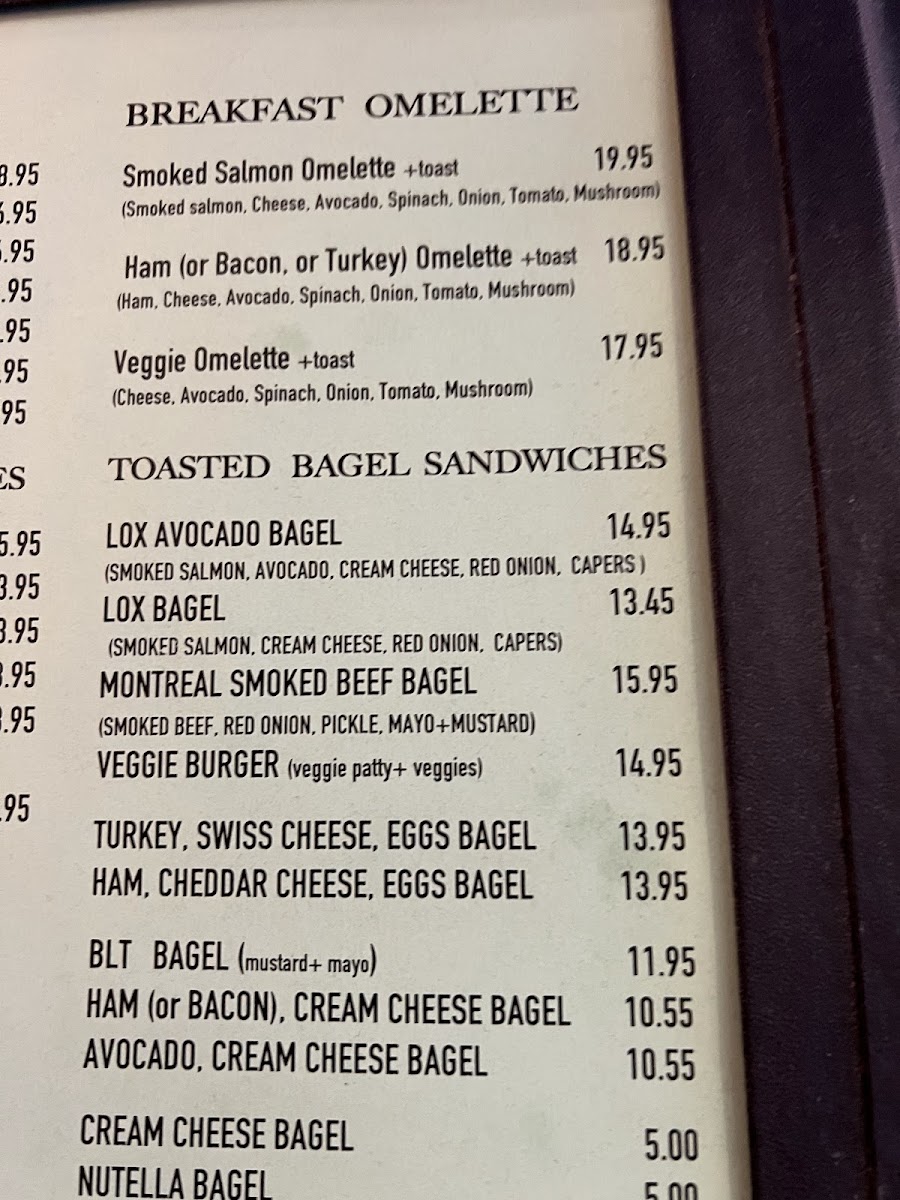 BREAKFAST OMELETTE
Smoked Salmon Omelette +toast 19.95
(Smoked salmon, Cheese, Avocado, Spinach, Onion, Tomato, Mushroom)
Ham (or Bacon, or Turkey) Omelette +toast 18.95
(Ham, Cheese, Avocado, Spinach, Onion, Tomato, Mushroom)
Veggie Omelette +toast 17.95
(Cheese, Avocado, Spinach, Onion, Tomato, Mushroom)
TOASTED BAGEL SANDWICHES
LOX AVOCADO BAGEL 14.95
(SMOKED SALMON, AVOCADO, CREAM CHEESE, RED ONION, CAPERS )
LOX BAGEL 13.45
(SMOKED SALMON, CREAM CHEESE, RED ONION, CAPERS)
MONTREAL SMOKED BEEF BAGEL 15.95
(SMOKED BEEF, RED ONION, PICKLE, MAYO+MUSTARD)
VEGGIE BURGER (veggie patty+ veggies) 14.95
TURKEY, SWISS CHEESE, EGGS BAGEL 13.95
HAM, CHEDDAR CHEESE, EGGS BAGEL 13.95
BLT BAGEL (mustard+ mayo) 11.95
HAM (or BACON), CREAM CHEESE BAGEL 10.55
AVOCADO, CREAM CHEESE BAGEL 10.55
CREAM CHEESE BAGEL 5.00
NUTELLA BAGEL 5.00